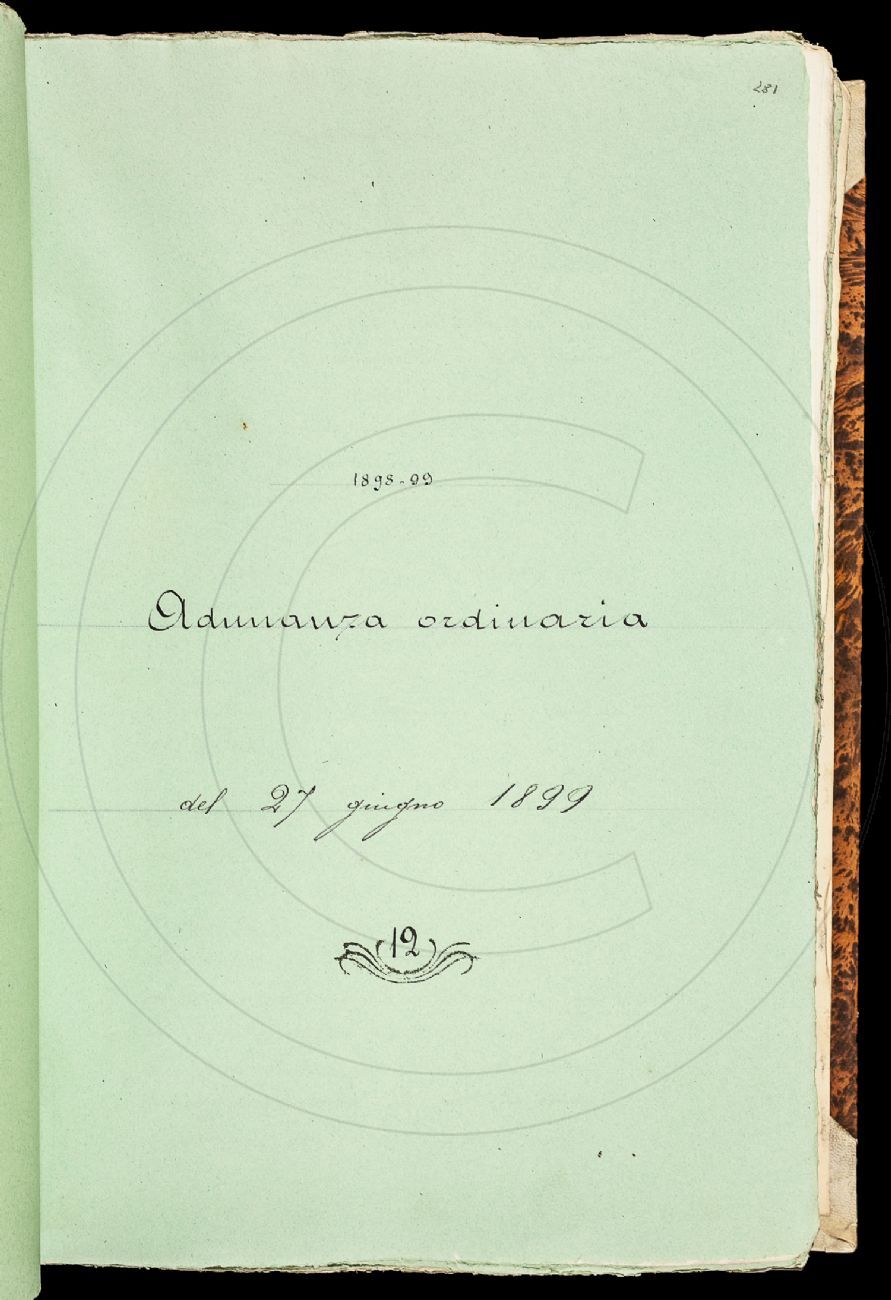 281
1898-99
Adunanza ordinaria
del 27 giugno 1899
12